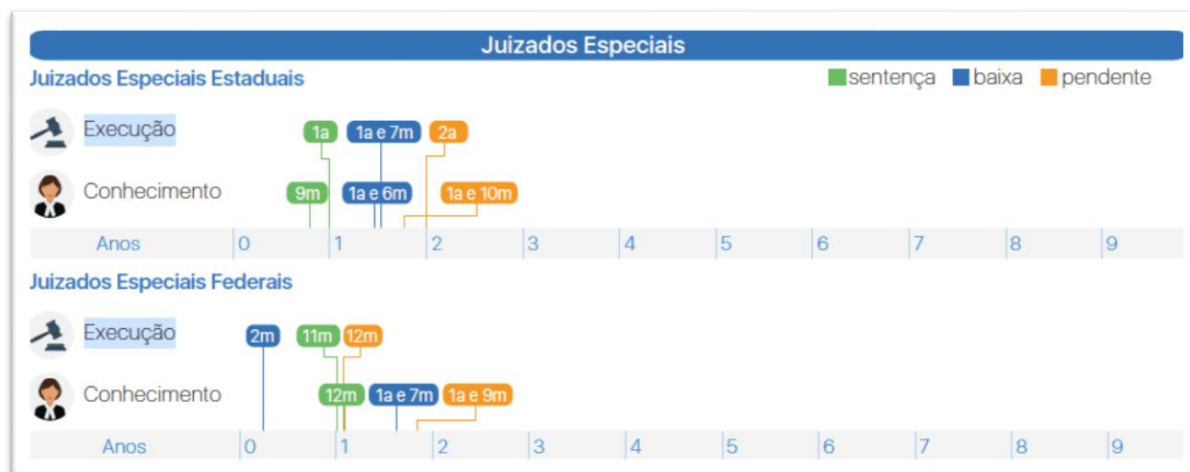 Juizados Especiais
Juizados Especiais Estaduais
sentença baixa pendente
Execução
1a 1a e 7m 2a
Conhecimento
9m 1a e 6m 1a e 10m
Anos 0 1 2 3 4 5 6 7 8 9
Juizados Especiais Federais
Execução
2m 11m 12m
Conhecimento
12m 1a e 7m 1a e 9m
Anos 0 1 2 3 4 5 6 7 8 9